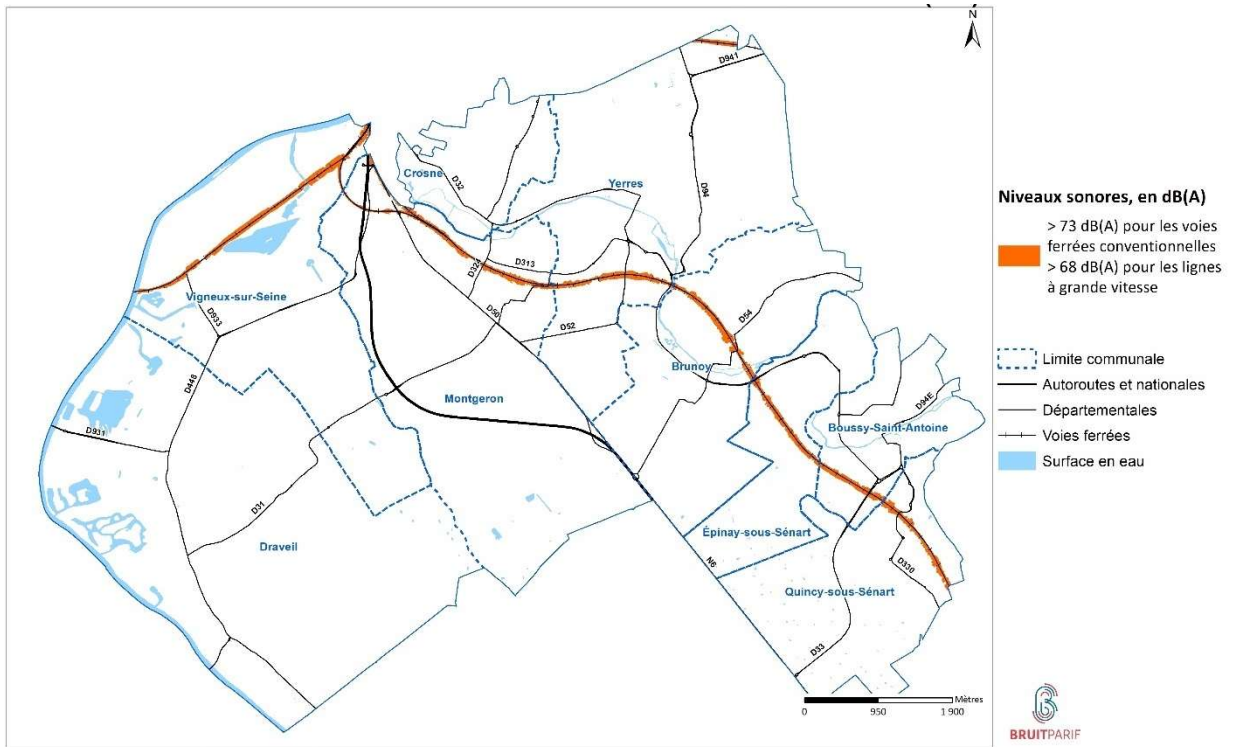 N
D941
Crosne
D32
Yerres
D94
D324
D313
Vigneux-sur-Seine
D933
D50
D52
D54
Brunoy
D448
Montgeron
D94E
Boussy-Saint-Antoine
D931
D31
Draveil
Épinay-sous-Sénart
N6
D330
Quincy-sous-Sénart
D33
Mètres
0 950 1 900
Niveaux sonores, en dB(A)
> 73 dB(A) pour les voies
ferrées conventionnelles
> 68 dB(A) pour les lignes
à grande vitesse
Limite communale
Autoroutes et nationales
Départementales
Voies ferrées
Surface en eau
BRUITPARIF